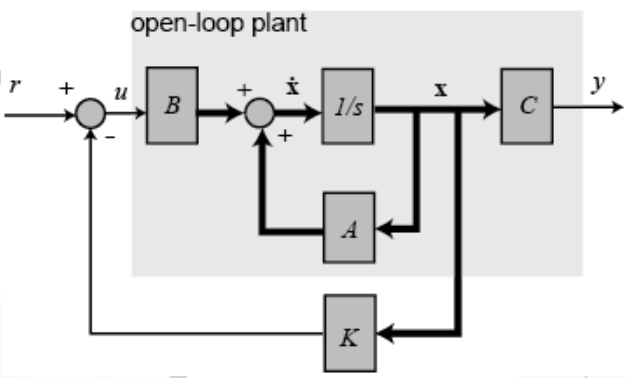 open-loop plant
r + u B + ẋ 1/s x C y
- +
A
K